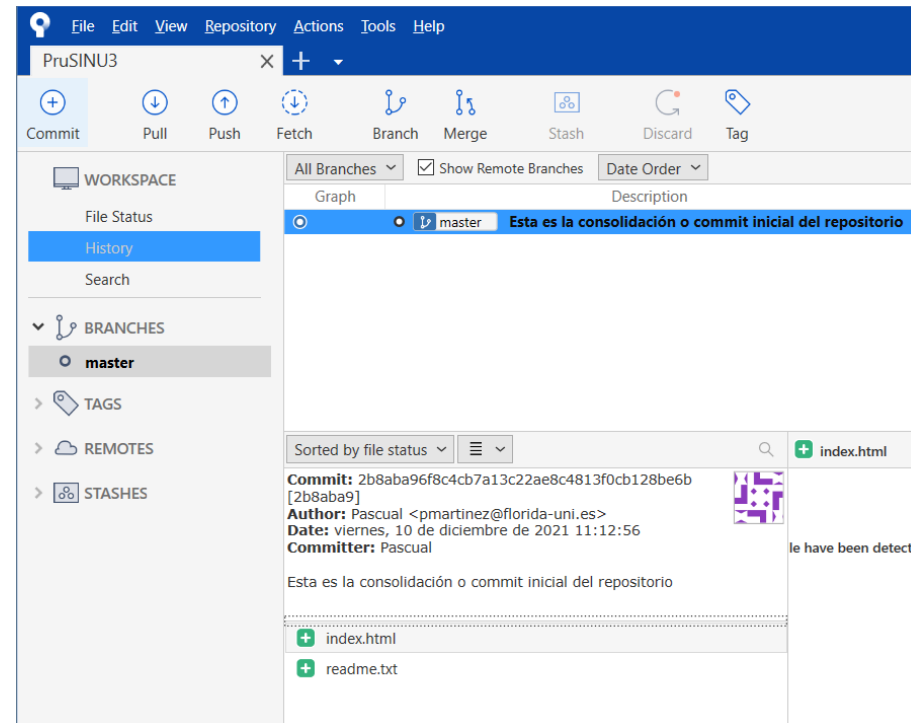 File Edit View Repository Actions Tools Help
PruSINU3
Commit Pull Push Fetch Branch Merge Stash Discard Tag
WORKSPACE
File Status
History
Search
BRANCHES
master
TAGS
REMOTES
STASHES
All Branches Show Remote Branches Date Order
Graph Description
master Esta es la consolidación o commit inicial del repositorio
Sorted by file status
Commit: 2b8aba96f8c4cb7a13c22ae8c4813f0cb128be6b
[2b8aba9]
Author: Pascual <pmartinez@florida-uni.es>
Date: viernes, 10 de diciembre de 2021 11:12:56
Committer: Pascual
Esta es la consolidación o commit inicial del repositorio
index.html
readme.txt
index.html
le have been detect